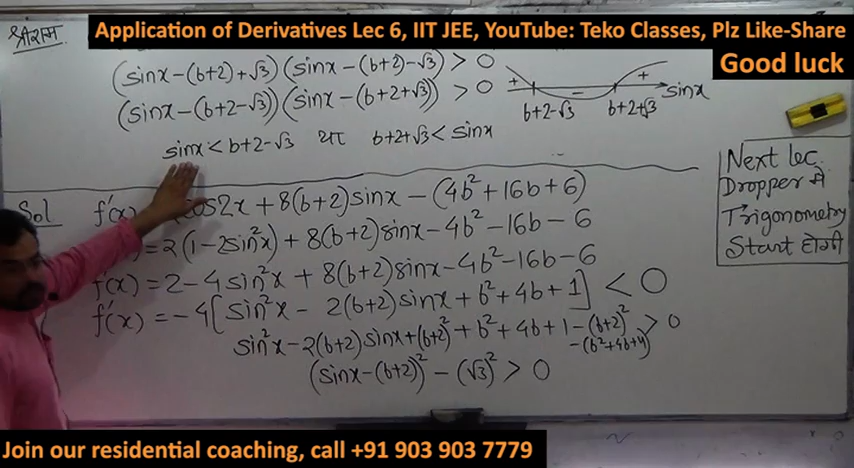 Application of Derivatives Lec 6, IIT JEE, YouTube: Teko Classes, Plz Like-Share
Good luck
श्रीराम
(sinx-(b+2)+√3)(sinx-(b+2)-√3) > 0
(sinx-(b+2-√3))(sinx-(b+2+√3)) > 0
+ - +
b+2-√3 b+2+√3 sinx
sinx < b+2-√3 या b+2+√3 < sinx
Next lec.
Dropper में
Trigonometry
Start होगी
Sol f'(x) cos2x + 8(b+2)sinx - (4b² + 16b + 6)
= 2(1-2sin²x) + 8(b+2)sinx - 4b² - 16b - 6
f'(x) = 2 - 4sin²x + 8(b+2)sinx - 4b² - 16b - 6
f'(x) = -4[sin²x - 2(b+2)sinx + b² + 4b + 1] < 0
sin²x - 2(b+2)sinx + (b+2)² + b² + 4b + 1 - (b+2)² > 0
-(b²+4b+4)
(sinx-(b+2))² - (√3)² > 0
Join our residential coaching, call +91 903 903 7779